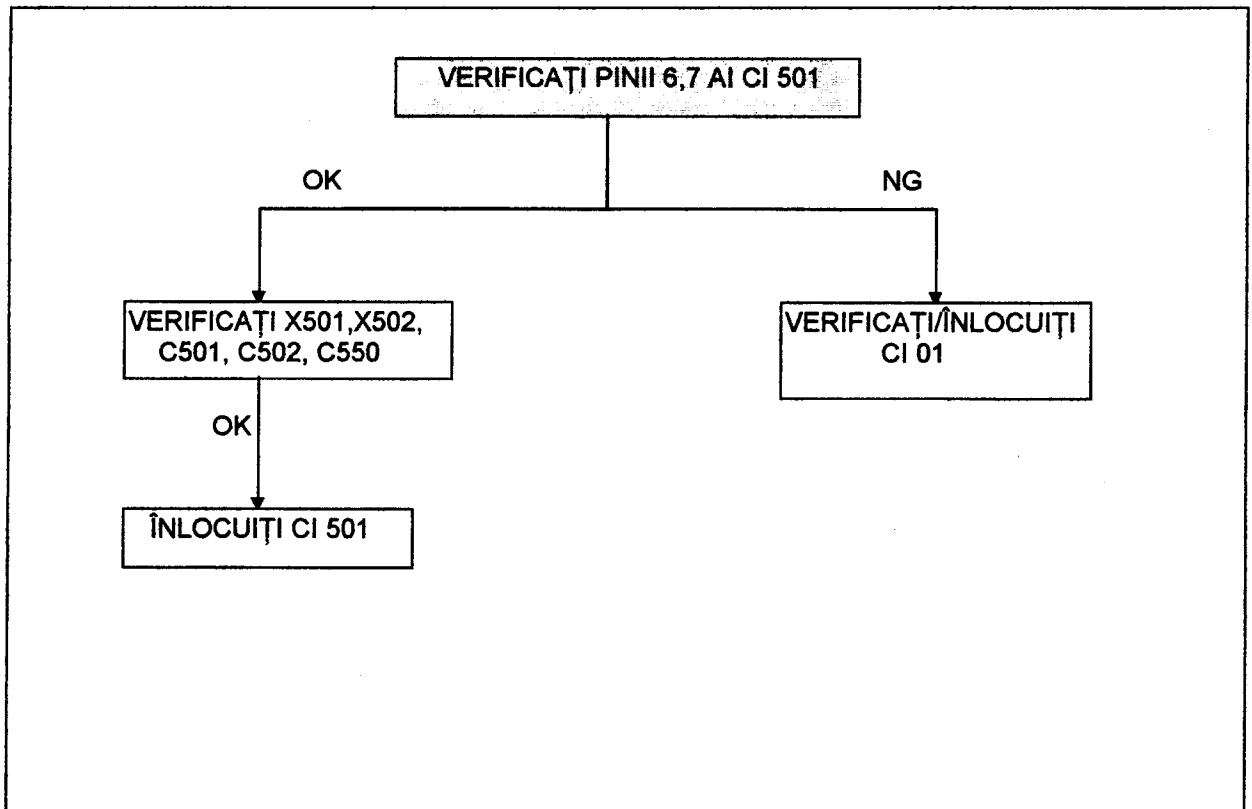 VERIFICAȚI PINII 6,7 AI CI 501
OK
NG
VERIFICAȚI X501,X502,
C501, C502, C550
VERIFICAȚI/ÎNLOCUIȚI
CI 01
OK
ÎNLOCUIȚI CI 501